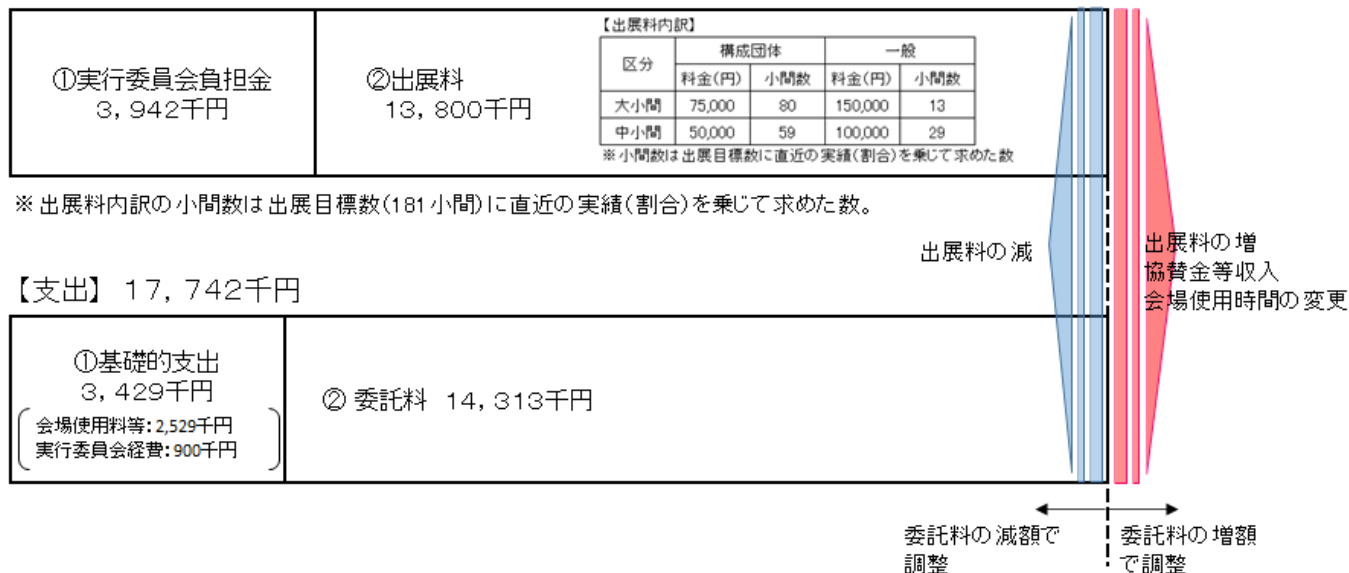 ①実行委員会負担金
3，942千円
②出展料
13，800千円
【出展料内訳】
区分 構成団体 一般
料金(円) 小間数 料金(円) 小間数
大小間 75,000 80 150,000 13
中小間 50,000 59 100,000 29
※小間数は出展目標数に直近の実績(割合)を乗じて求めた数
※出展料内訳の小間数は出展目標数(181小間)に直近の実績(割合)を乗じて求めた数。
出展料の減
出展料の増
協賛金等収入
会場使用時間の変更
【支出】 17，742千円
①基礎的支出
3，429千円
会場使用料等：2,529千円
実行委員会経費：900千円
② 委託料 14，313千円
委託料の減額で
調整
委託料の増額
で調整